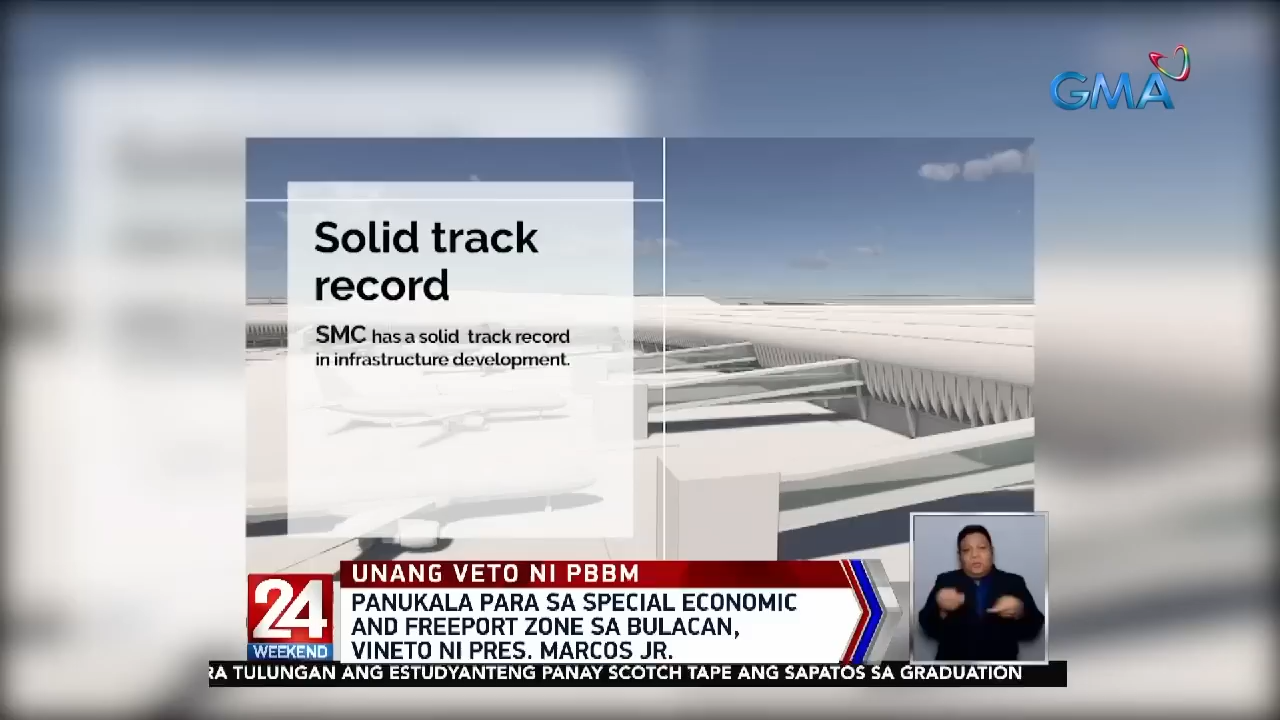 GMA
Solid track
record
SMC has a solid track record
in infrastructure development.
24
WEEKEND
UNANG VETO NI PBBM
PANUKALA PARA SA SPECIAL ECONOMIC
AND FREEPORT ZONE SA BULACAN,
VINETO NI PRES. MARCOS JR.
RA TULUNGAN ANG ESTUDYANTENG PANAY SCOTCH TAPE ANG SAPATOS SA GRADUATION